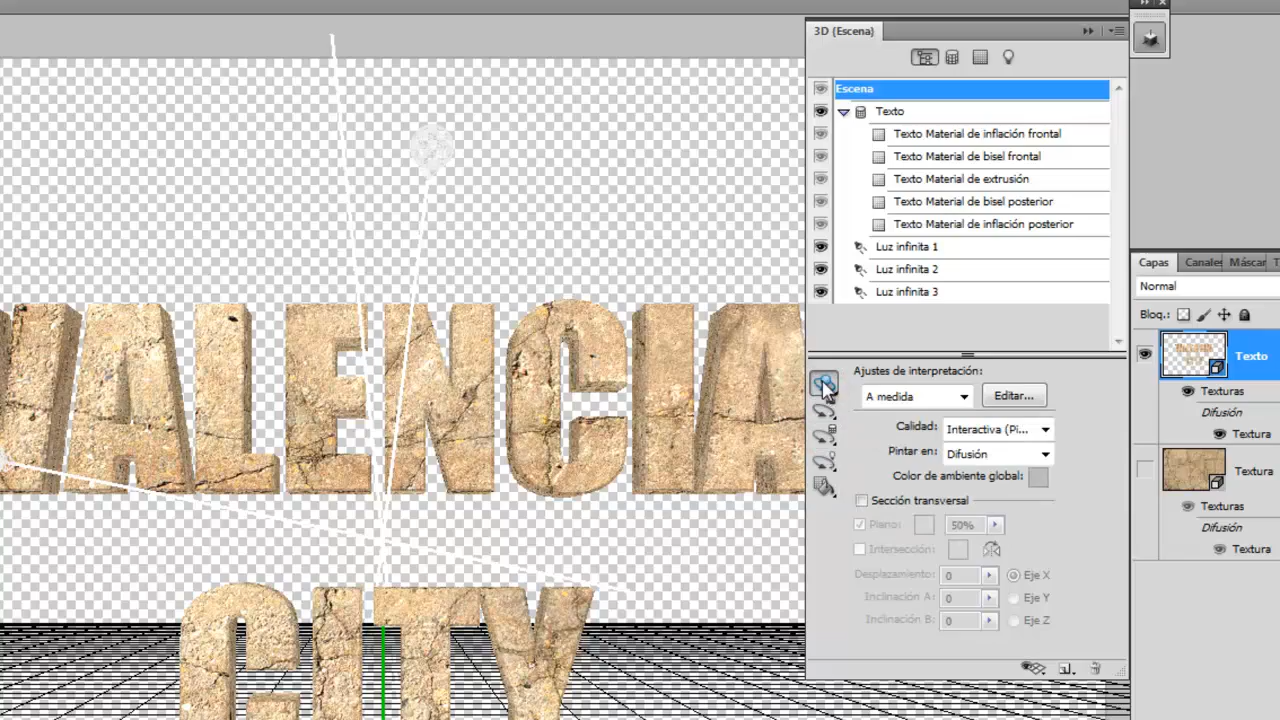 3D (Escena)
Escena
Texto
Texto Material de inflación frontal
Texto Material de bisel frontal
Texto Material de extrusión
Texto Material de bisel posterior
Texto Material de inflación posterior
Luz infinita 1
Luz infinita 2
Luz infinita 3
Ajustes de interpretación:
A medida
Editar...
Calidad:
Interactiva (Pi...
Pintar en:
Difusión
Color de ambiente global:
Sección transversal
Plano:
50%
Intersección:
Desplazamiento:
0
Eje X
Inclinación A:
0
Eje Y
Inclinación B:
0
Eje Z
Capas
Canales
Máscar
T
Normal
Bloq.:
Texto
Texturas
Difusión
Textura
Textura
Texturas
Difusión
Textura
VALENCIA
CITY